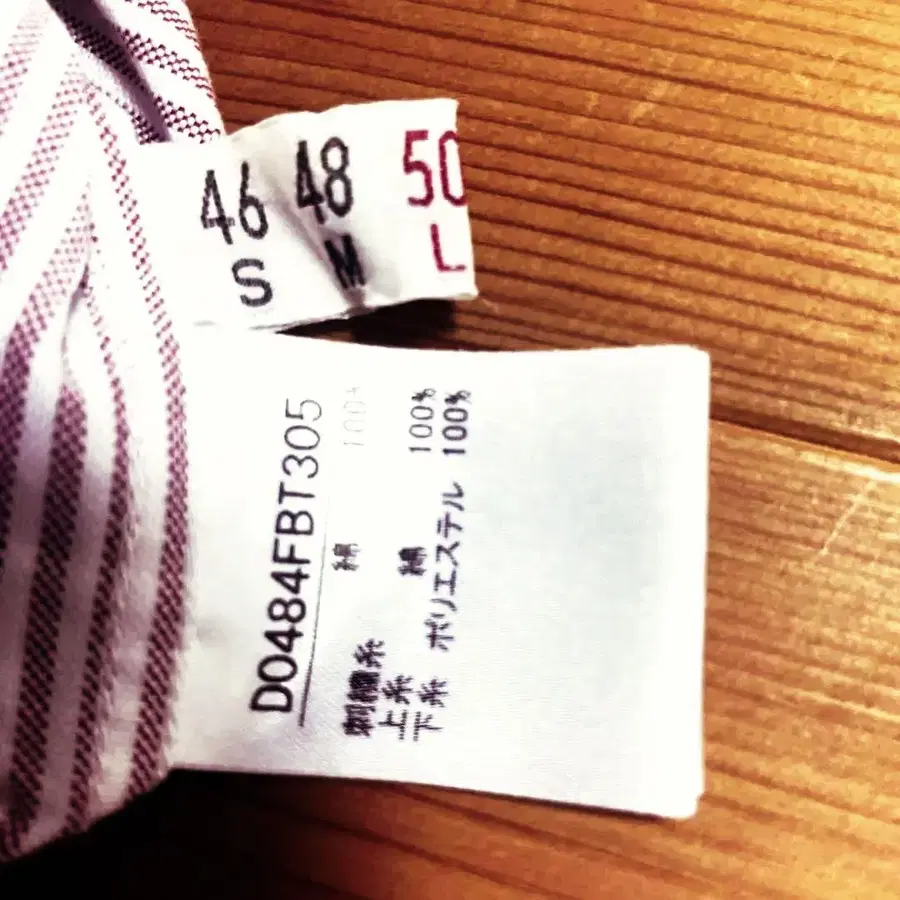 46 48 50
S M L
D0484FBT305
綿 100%
刺繍糸
上糸 綿 100%
下糸 ポリエステル 100%